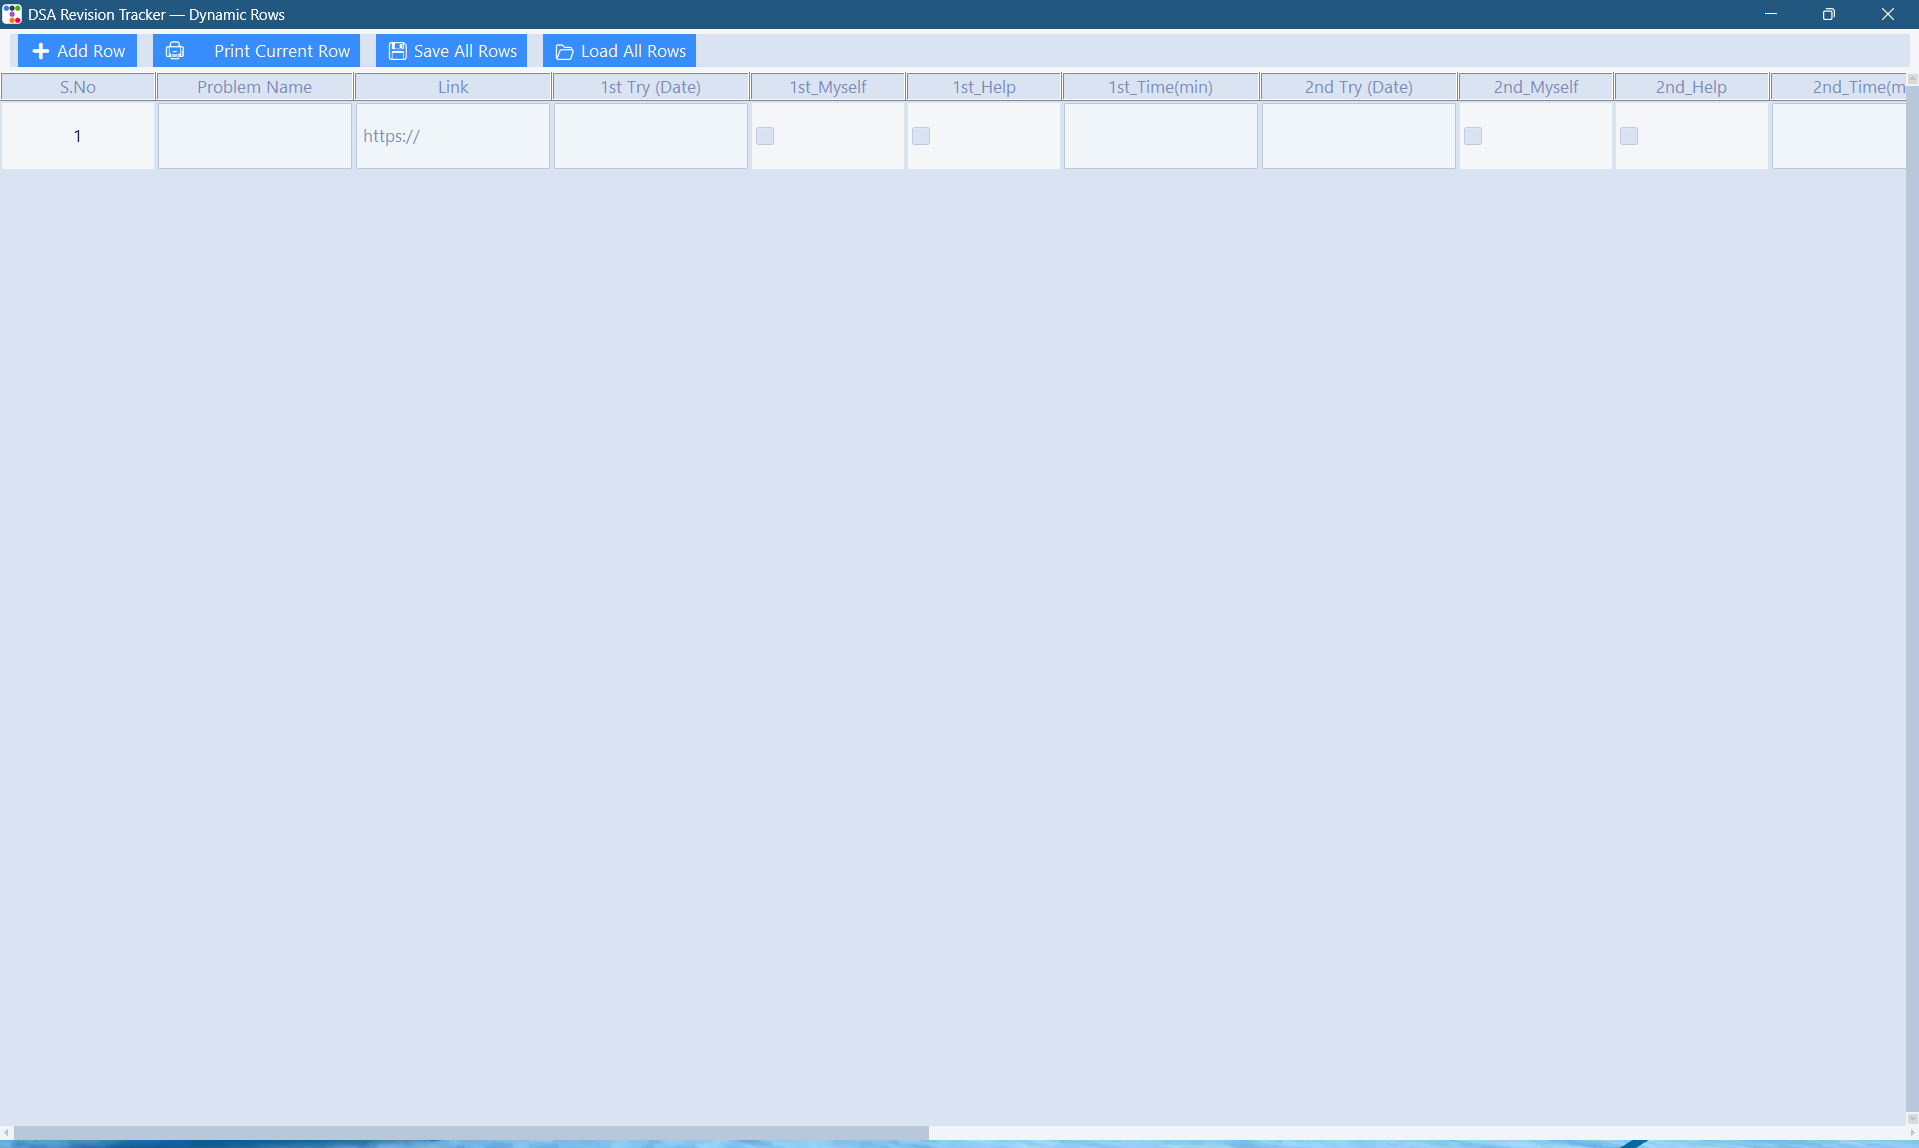 DSA Revision Tracker — Dynamic Rows
Add Row Print Current Row Save All Rows Load All Rows
S.No Problem Name Link 1st Try (Date) 1st_Myself 1st_Help 1st_Time(min) 2nd Try (Date) 2nd_Myself 2nd_Help 2nd_Time(m
1 https://